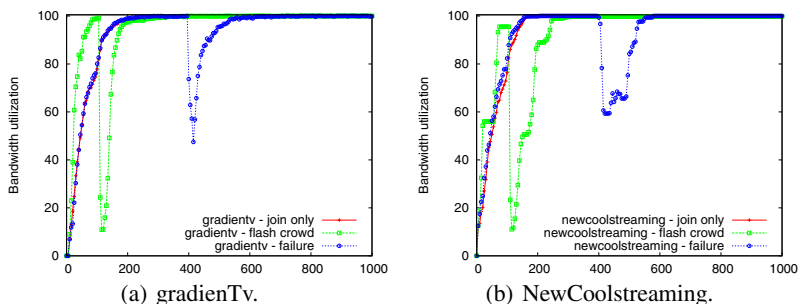 100
80
60
40
20
0
Bandwidth utilization
gradientv - join only
gradientv - flash crowd
gradientv - failure
0 200 400 600 800 1000
(a) gradienTv.
100
80
60
40
20
0
Bandwidth utilization
newcoolstreaming - join only
newcoolstreaming - flash crowd
newcoolstreaming - failure
0 200 400 600 800 1000
(b) NewCoolstreaming.